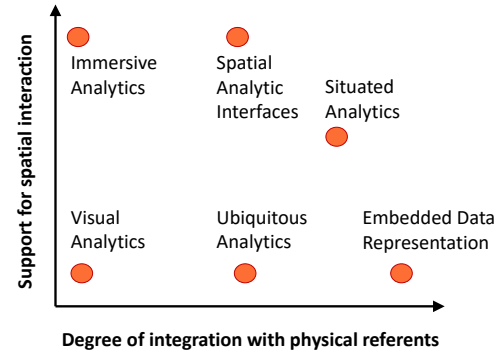 Immersive
Analytics
Spatial
Analytic
Interfaces
Situated
Analytics
Visual
Analytics
Ubiquitous
Analytics
Embedded Data
Representation
Support for spatial interaction
Degree of integration with physical referents